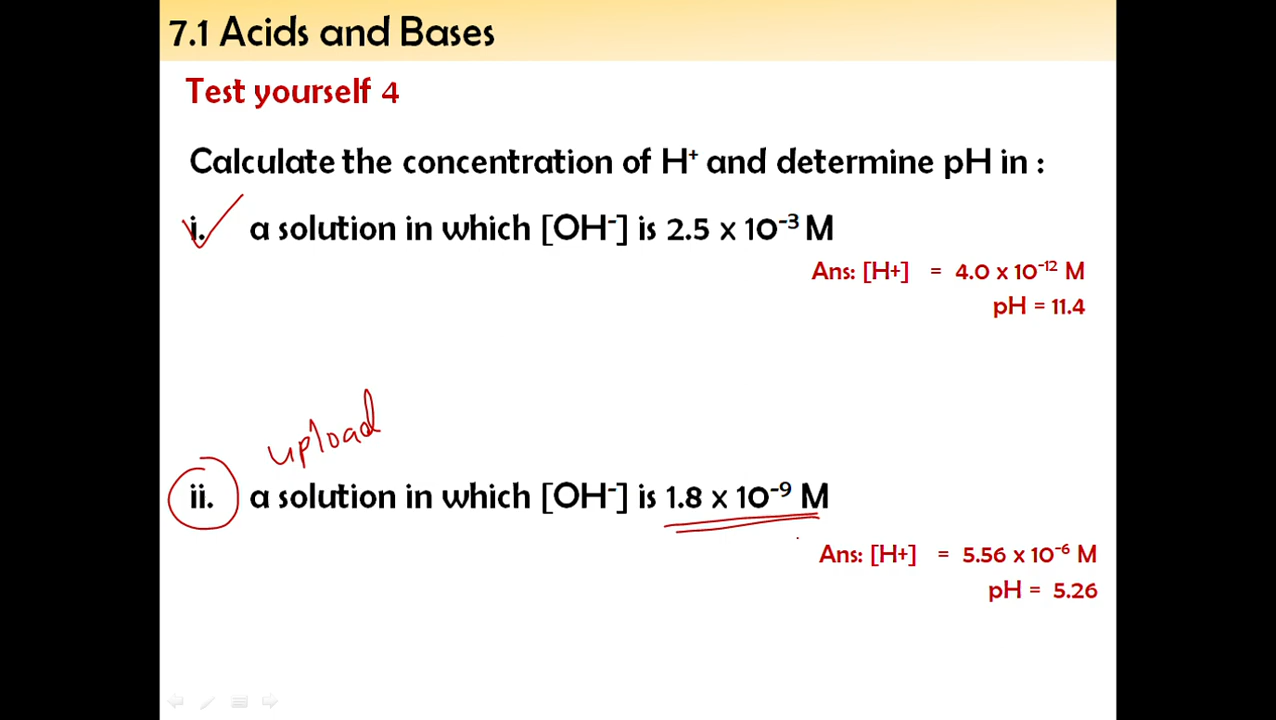 7.1 Acids and Bases
Test yourself 4
Calculate the concentration of H⁺ and determine pH in :
i. a solution in which [OH⁻] is 2.5 x 10⁻³ M
Ans: [H+] = 4.0 x 10⁻¹² M
pH = 11.4
upload
ii. a solution in which [OH⁻] is 1.8 x 10⁻⁹ M
Ans: [H+] = 5.56 x 10⁻⁶ M
pH = 5.26